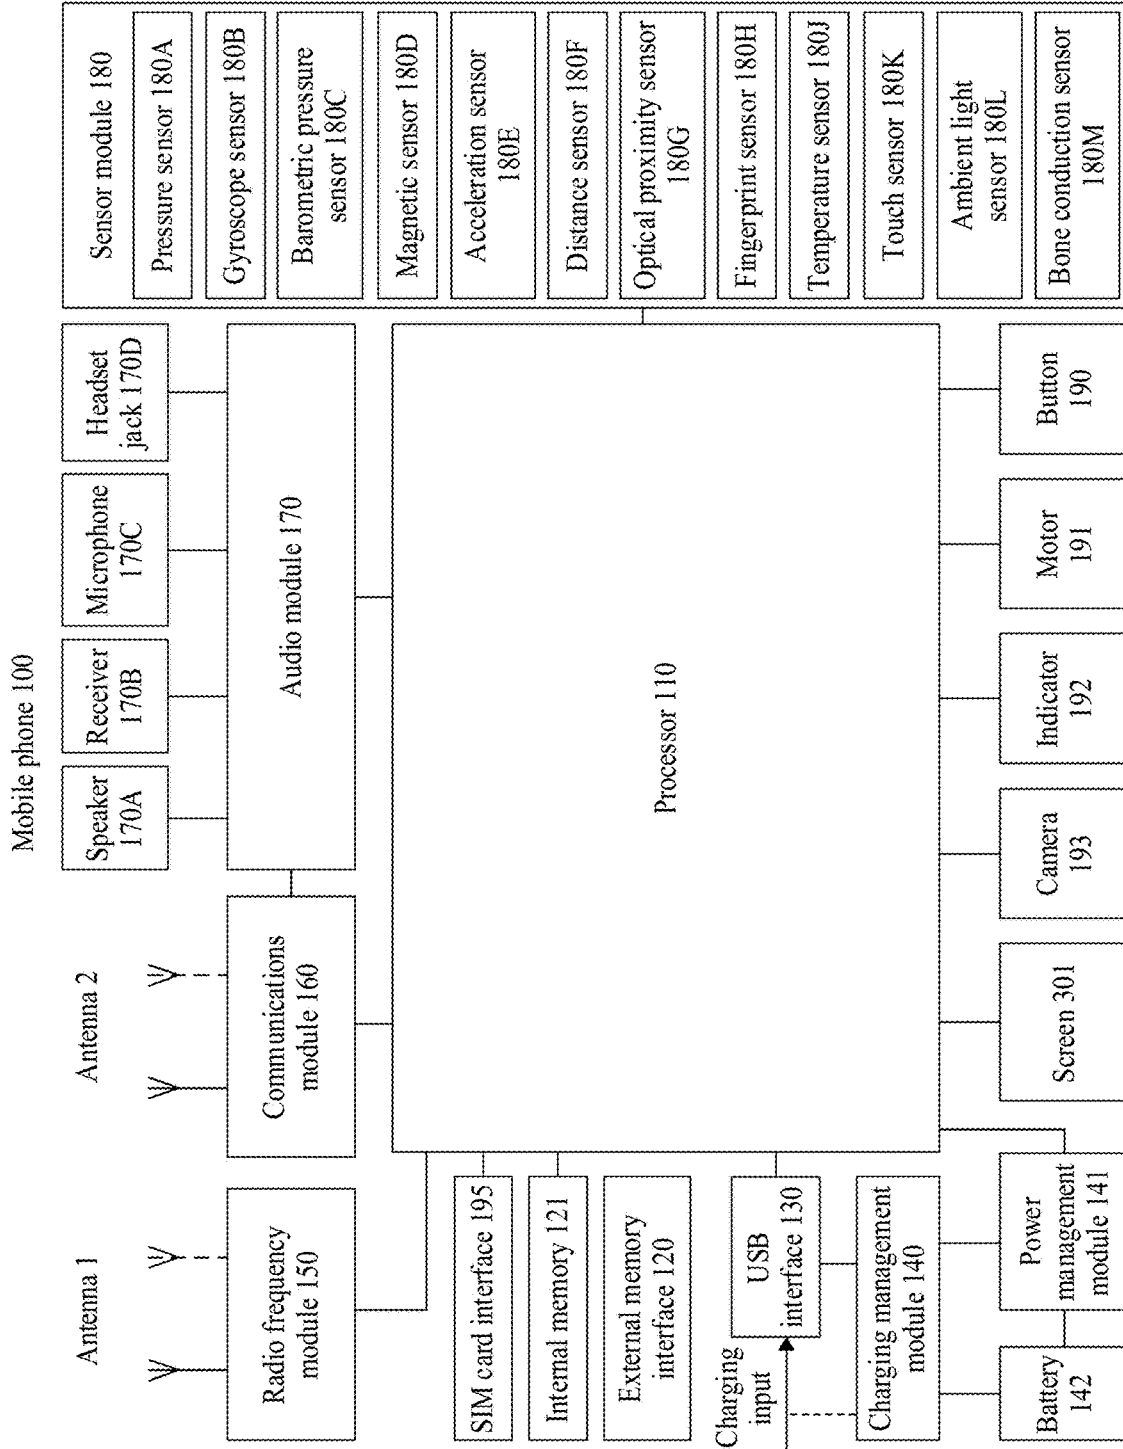 Mobile phone 100
Antenna 1
Antenna 2
Speaker
170A
Receiver
170B
Microphone
170C
Headset
jack 170D
Radio frequency
module 150
Communications
module 160
Audio module 170
SIM card interface 195
Internal memory 121
External memory
interface 120
Charging
input
USB
interface 130
Charging management
module 140
Battery
142
Power
management
module 141
Processor 110
Screen 301
Camera
193
Indicator
192
Motor
191
Button
190
Sensor module 180
Pressure sensor 180A
Gyroscope sensor 180B
Barometric pressure
sensor 180C
Magnetic sensor 180D
Acceleration sensor
180E
Distance sensor 180F
Optical proximity sensor
180G
Fingerprint sensor 180H
Temperature sensor 180J
Touch sensor 180K
Ambient light
sensor 180L
Bone conduction sensor
180M